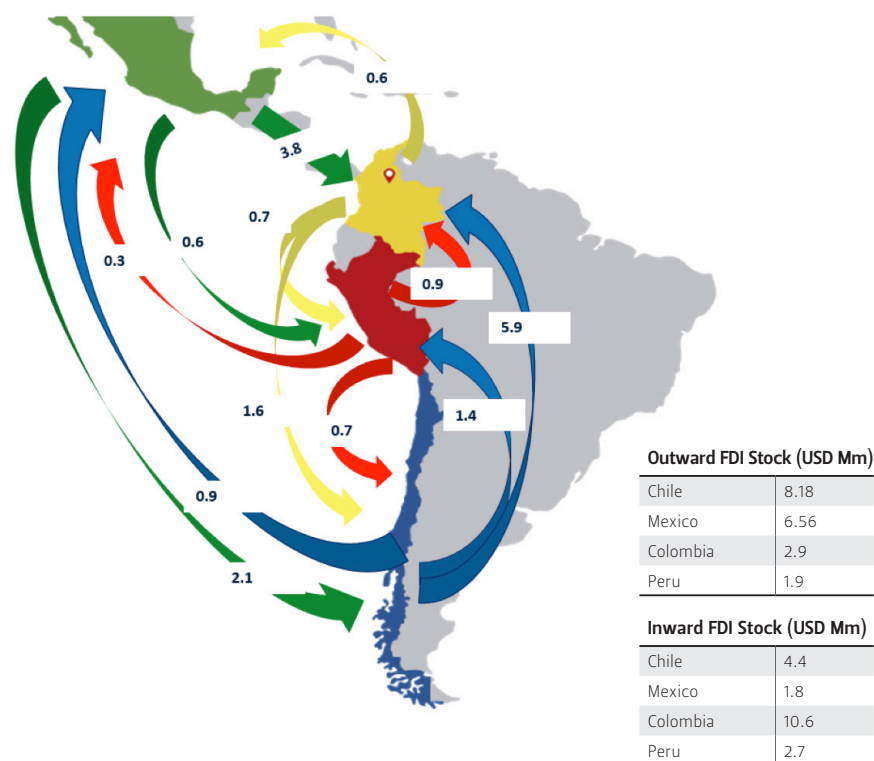 0.6
3.8
0.7
0.6
0.3
0.9
5.9
1.6
0.7
1.4
0.9
2.1
Outward FDI Stock (USD Mm)
Chile 8.18
Mexico 6.56
Colombia 2.9
Peru 1.9
Inward FDI Stock (USD Mm)
Chile 4.4
Mexico 1.8
Colombia 10.6
Peru 2.7